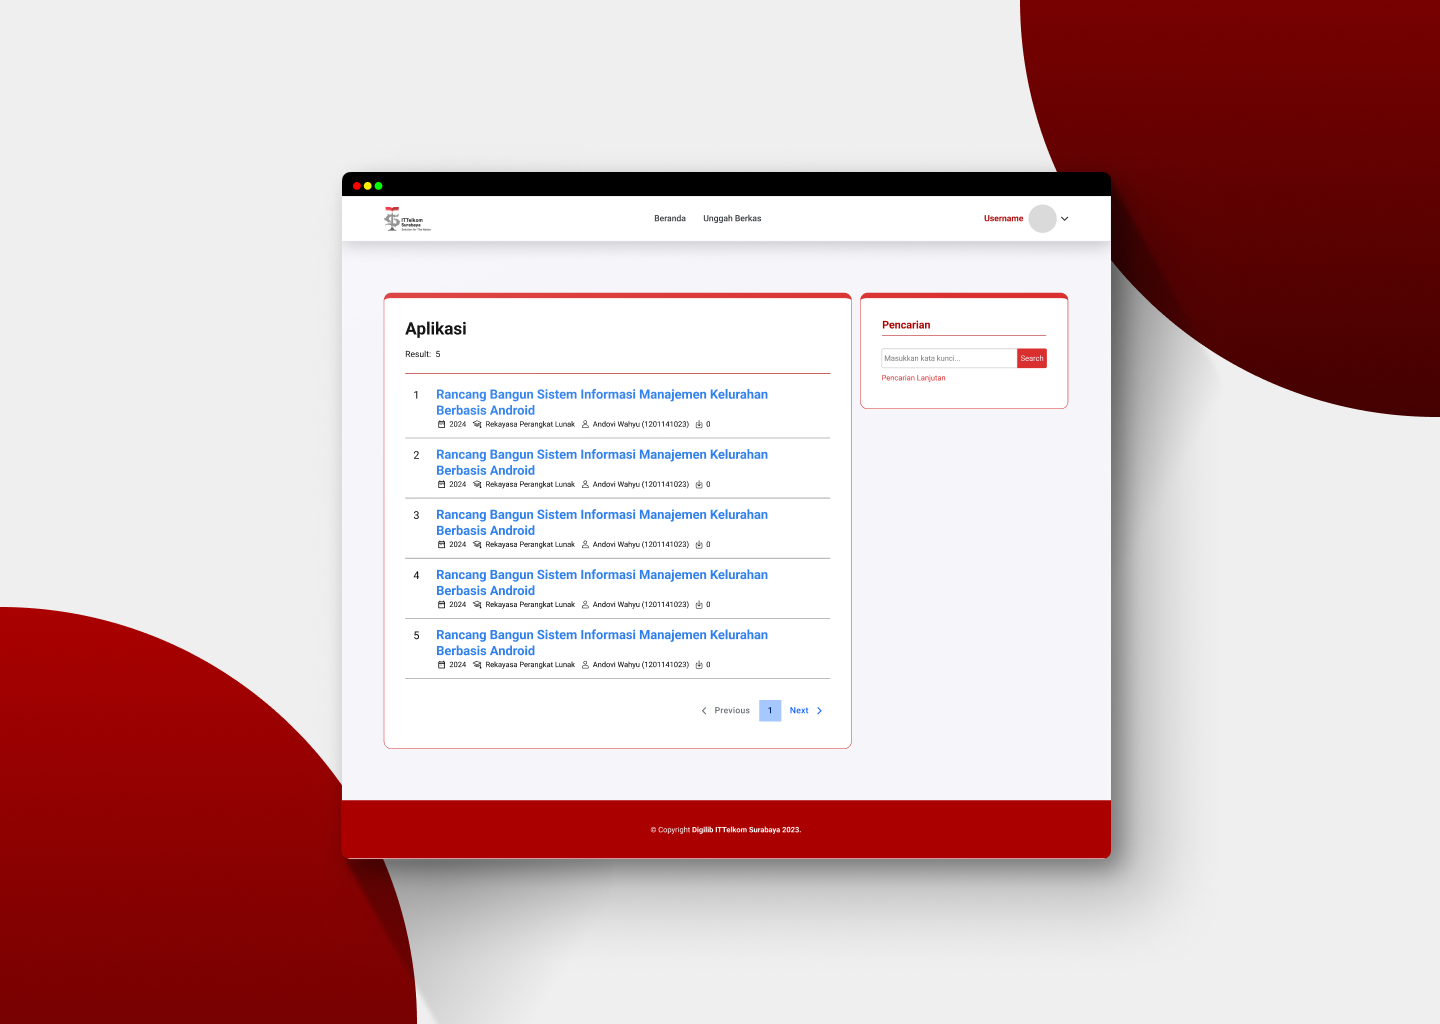 ITTelkom
Surabaya
Beranda
Unggah Berkas
Username
Aplikasi
Result: 5
1
Rancang Bangun Sistem Informasi Manajemen Kelurahan
Berbasis Android
2024 Rekayasa Perangkat Lunak Andovi Wahyu (1201141023) 0
2
Rancang Bangun Sistem Informasi Manajemen Kelurahan
Berbasis Android
2024 Rekayasa Perangkat Lunak Andovi Wahyu (1201141023) 0
3
Rancang Bangun Sistem Informasi Manajemen Kelurahan
Berbasis Android
2024 Rekayasa Perangkat Lunak Andovi Wahyu (1201141023) 0
4
Rancang Bangun Sistem Informasi Manajemen Kelurahan
Berbasis Android
2024 Rekayasa Perangkat Lunak Andovi Wahyu (1201141023) 0
5
Rancang Bangun Sistem Informasi Manajemen Kelurahan
Berbasis Android
2024 Rekayasa Perangkat Lunak Andovi Wahyu (1201141023) 0
Previous 1 Next
Pencarian
Masukkan kata kunci... Search
Pencarian Lanjutan
© Copyright Digilib ITTelkom Surabaya 2023.